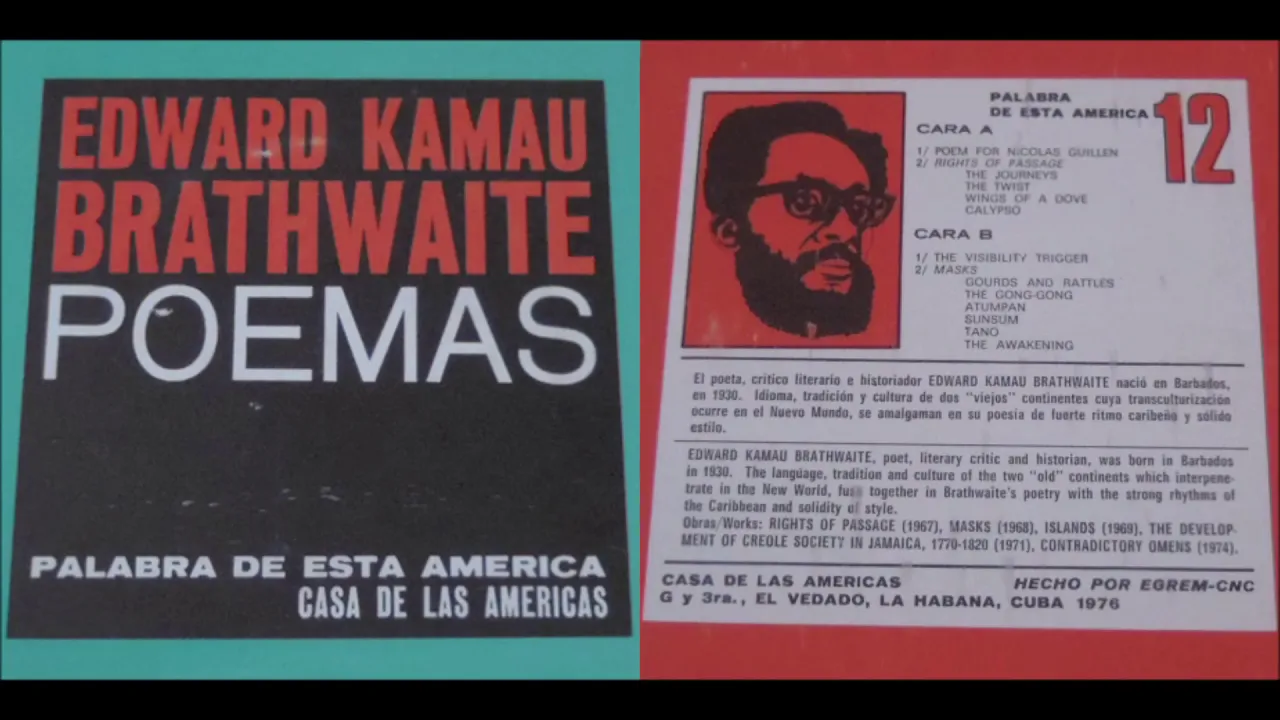 EDWARD KAMAU
BRATHWAITE
POEMAS
PALABRA DE ESTA AMERICA
CASA DE LAS AMERICAS
PALABRA
DE ESTA AMERICA
12
CARA A
1/ POEM FOR NICOLAS GUILLEN
2/ RIGHTS OF PASSAGE
THE JOURNEYS
THE TWIST
WINGS OF A DOVE
CALYPSO
CARA B
1/ THE VISIBILITY TRIGGER
2/ MASKS
GOURDS AND RATTLES
THE GONG-GONG
ATUMPAN
SUNSUM
TANO
THE AWAKENING
El poeta, crítico literario e historiador EDWARD KAMAU BRATHWAITE nació en Barbados,
en 1930. Idioma, tradición y cultura de dos "viejos" continentes cuya transculturización
ocurre en el Nuevo Mundo, se amalgaman en su poesía de fuerte ritmo caribeño y sólido
estilo.
EDWARD KAMAU BRATHWAITE, poet, literary critic and historian, was born in Barbados
in 1930. The language, tradition and culture of the two "old" continents which interpene-
trate in the New World, fuse together in Brathwaite's poetry with the strong rhythms of
the Caribbean and solidity of style.
Obras/Works: RIGHTS OF PASSAGE (1967), MASKS (1968), ISLANDS (1969), THE DEVELOP-
MENT OF CREOLE SOCIETY IN JAMAICA, 1770-1820 (1971), CONTRADICTORY OMENS (1974).
CASA DE LAS AMERICAS
HECHO POR EGREM-CNC
G y 3ra., EL VEDADO, LA HABANA, CUBA 1976